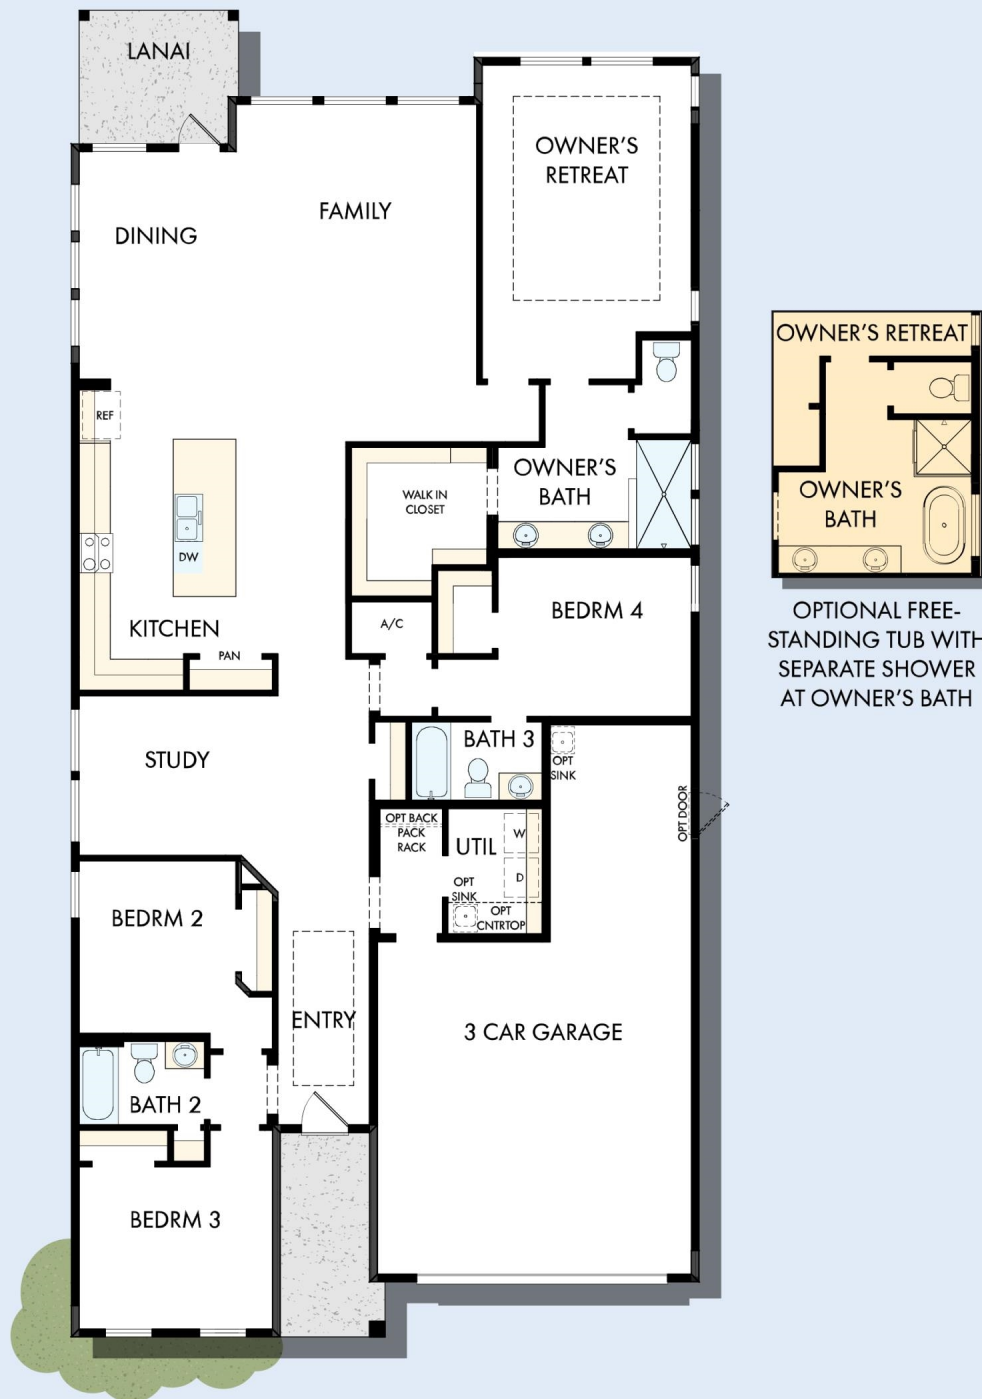 LANAI
OWNER'S
RETREAT
FAMILY
DINING
REF
OWNER'S
BATH
WALK IN
CLOSET
DW
KITCHEN
PAN
A/C
BEDRM 4
OWNER'S RETREAT
OWNER'S
BATH
OPTIONAL FREE-
STANDING TUB WITH
SEPARATE SHOWER
AT OWNER'S BATH
STUDY
BATH 3
OPT
SINK
OPT DOOR
OPT BACK
PACK
RACK
UTIL
W
D
OPT
SINK
OPT
CNTRTOP
BEDRM 2
ENTRY
3 CAR GARAGE
BATH 2
BEDRM 3